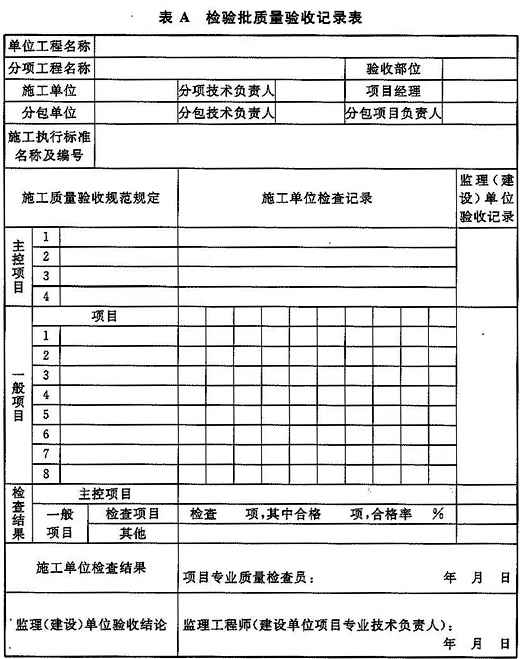 表 A 检验批质量验收记录表
单位工程名称
分项工程名称 验收部位
施工单位 分项技术负责人 项目经理
分包单位 分包技术负责人 分包项目负责人
施工执行标准
名称及编号
施工质量验收规范规定 施工单位检查记录 监理(建
设)单位
验收记录
主控项目
1
2
3
4
一般项目
项目
1
2
3
4
5
6
7
8
检查结果
主控项目
一般
项目
检查项目 检查 项,其中合格 项,合格率 %
其他
施工单位检查结果
项目专业质量检查员: 年 月 日
监理(建设)单位验收结论 监理工程师(建设单位项目专业技术负责人):
年 月 日